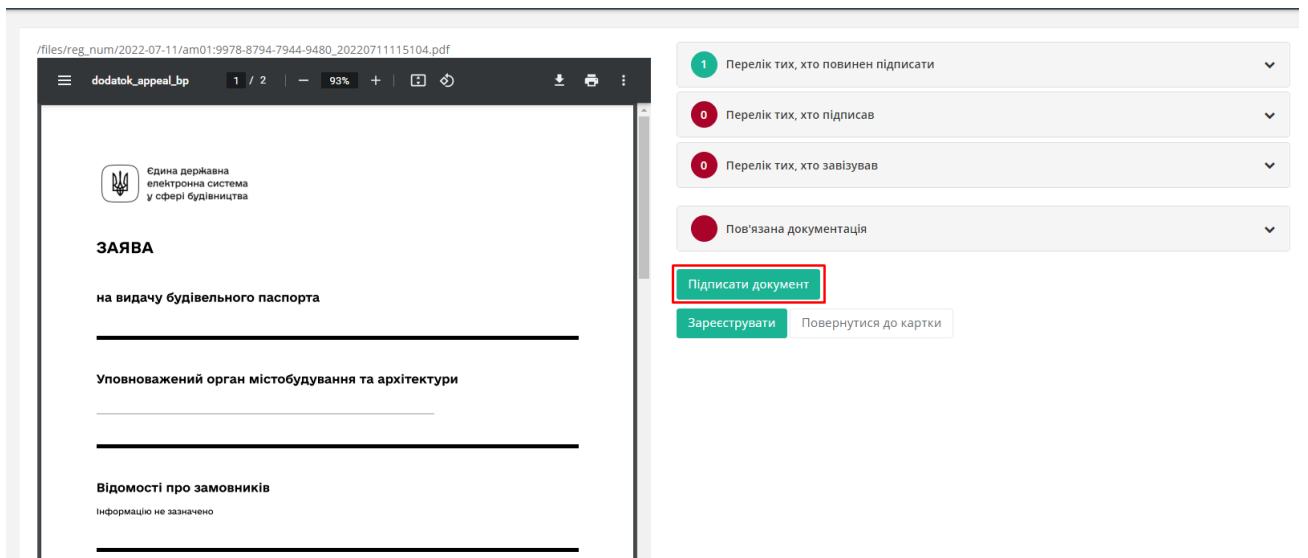 /files/reg_num/2022-07-11/am01:9978-8794-7944-9480_20220711115104.pdf
dodatok_appeal_bp 1 / 2 | — 93% + |
Єдина державна
електронна система
у сфері будівництва
ЗАЯВА
на видачу будівельного паспорта
Уповноважений орган містобудування та архітектури
Відомості про замовників
Інформацію не зазначено
1 Перелік тих, хто повинен підписати
0 Перелік тих, хто підписав
0 Перелік тих, хто завізував
Пов'язана документація
Підписати документ
Зареєструвати Повернутися до картки